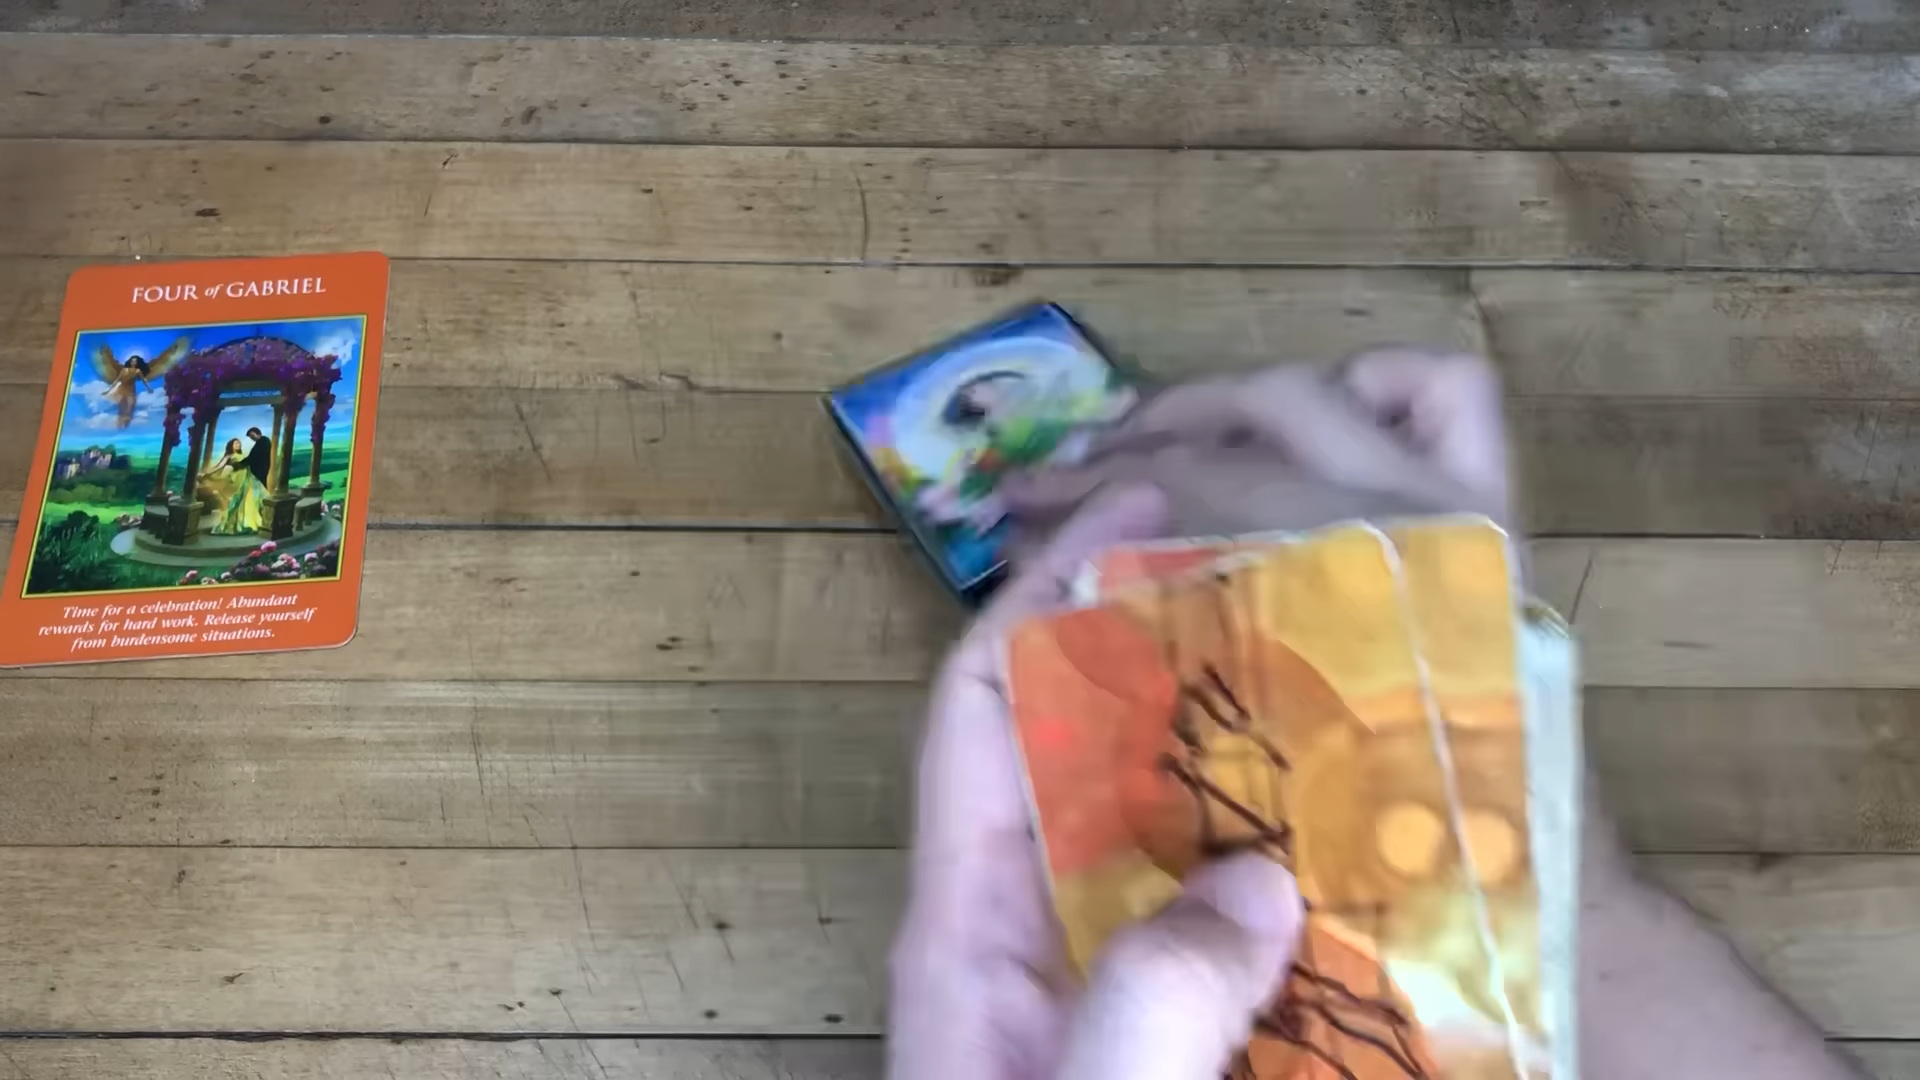 FOUR of GABRIEL
Time for a celebration! Abundant
rewards for hard work. Release yourself
from burdensome situations.